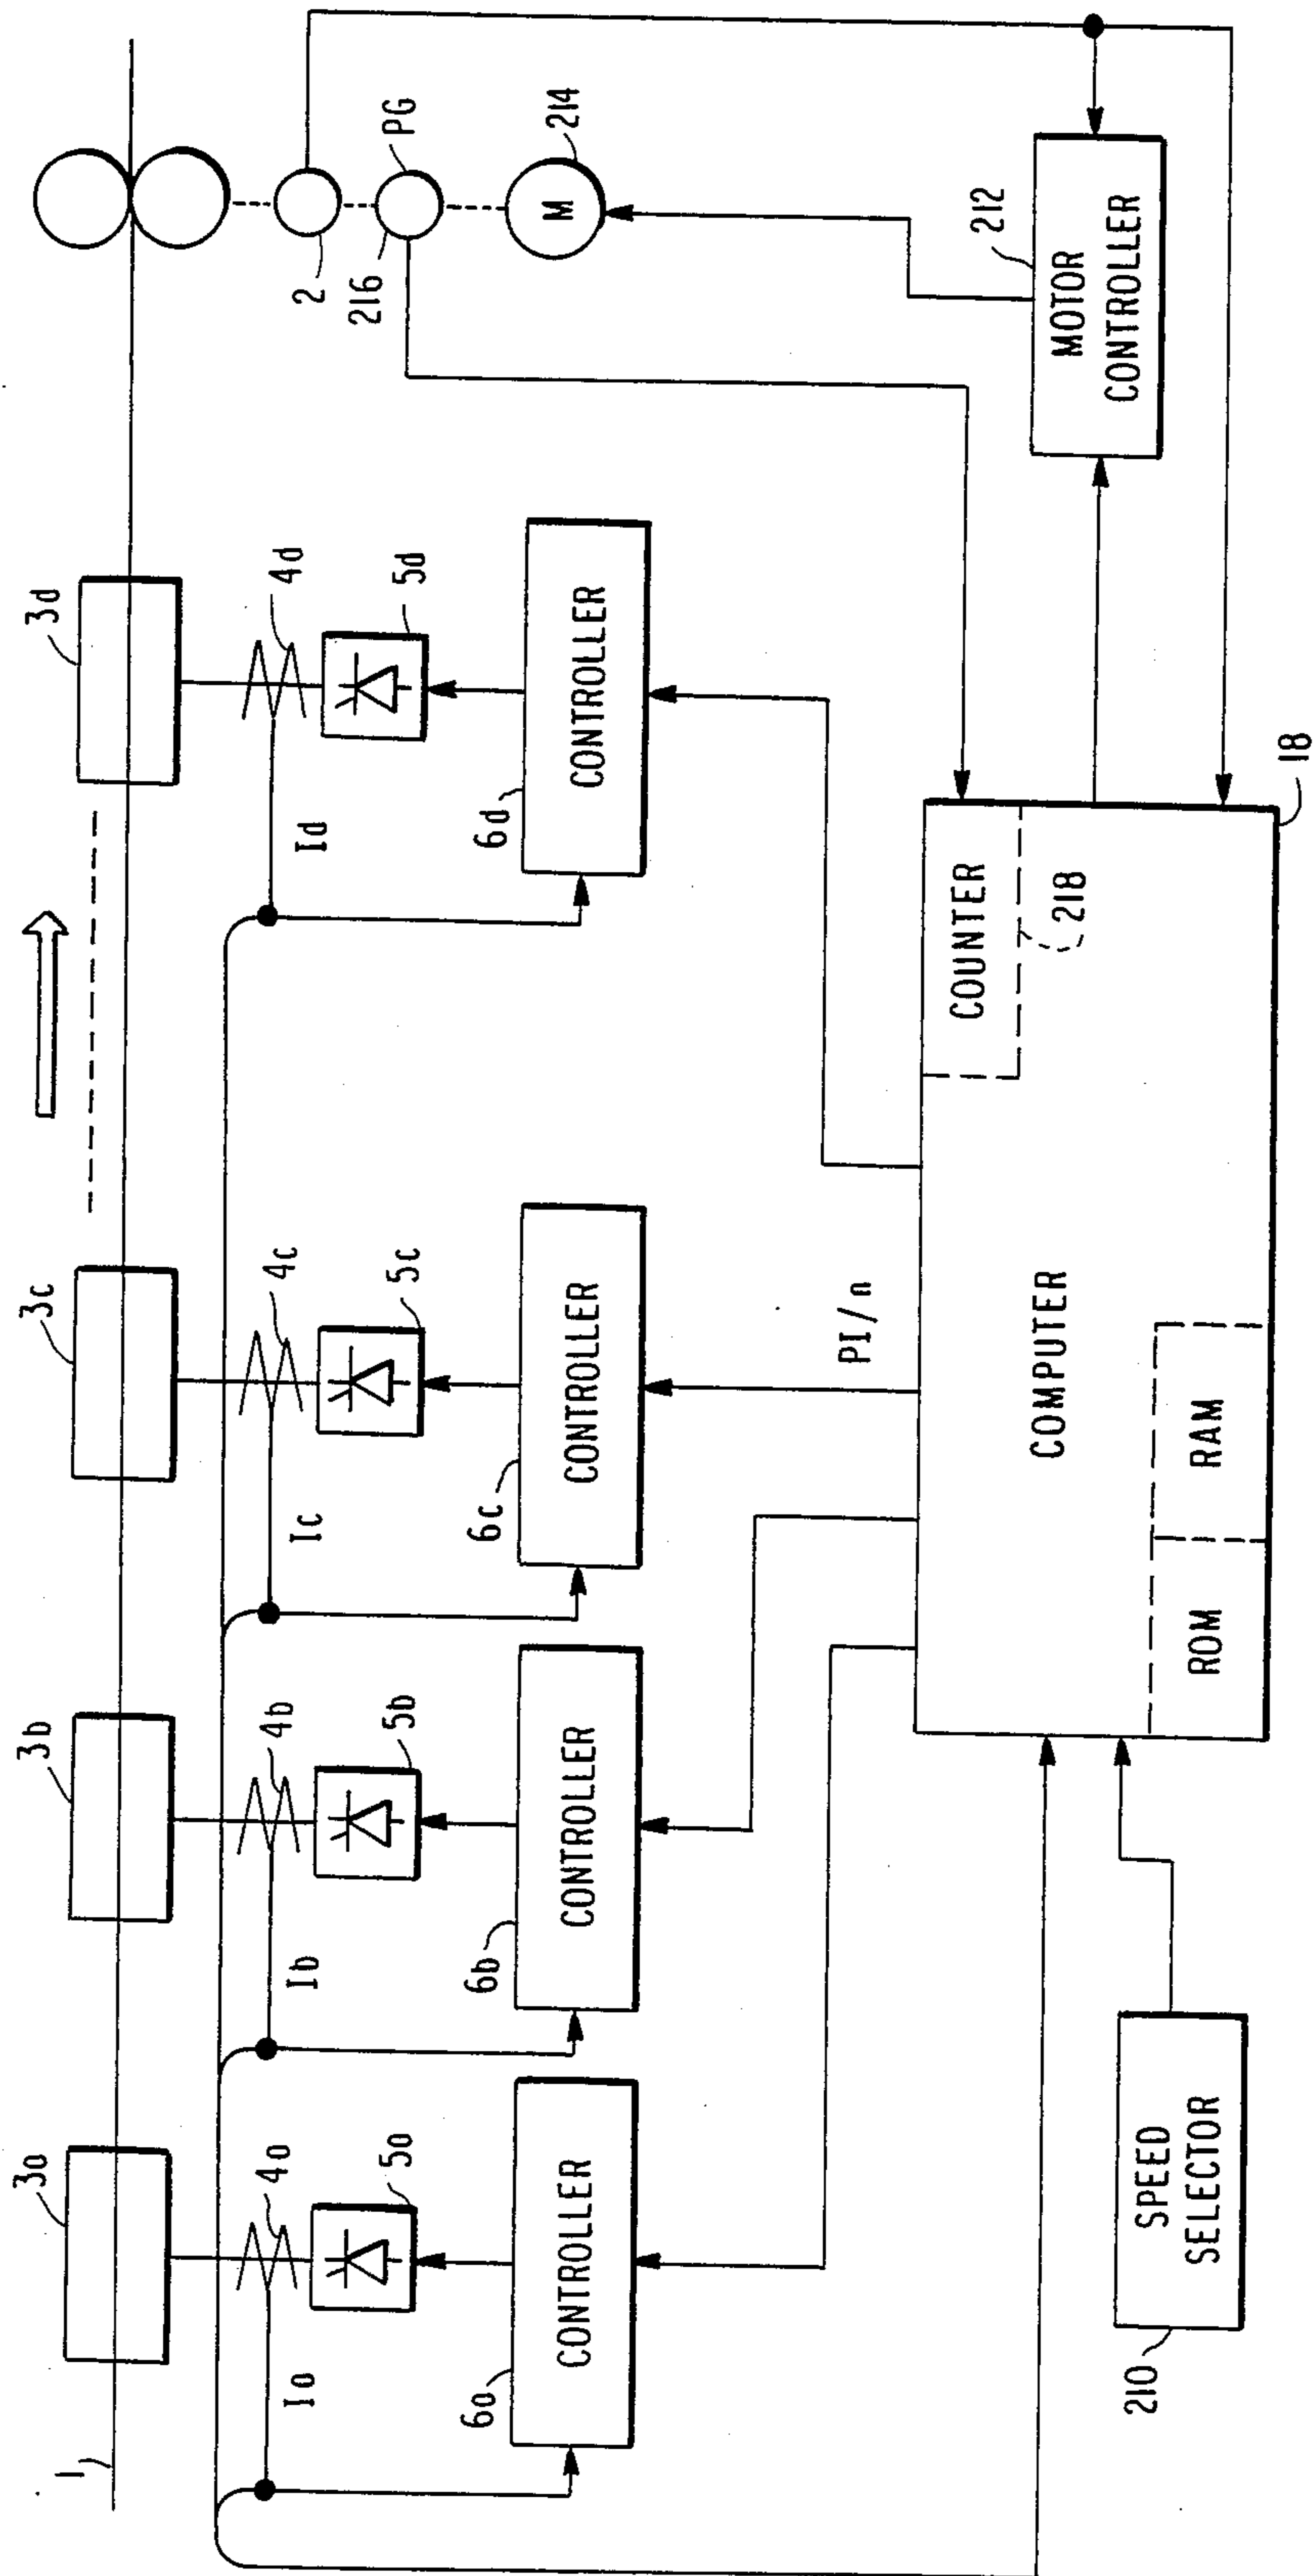 1
3a
3b
3c
3d
4a
4b
4c
4d
Ia
Ib
Ic
Id
5a
5b
5c
5d
6a
6b
6c
6d
CONTROLLER
CONTROLLER
CONTROLLER
CONTROLLER
2
216
PG
M
214
212
MOTOR
CONTROLLER
PI/n
COUNTER
218
COMPUTER
ROM
RAM
18
SPEED
SELECTOR
210